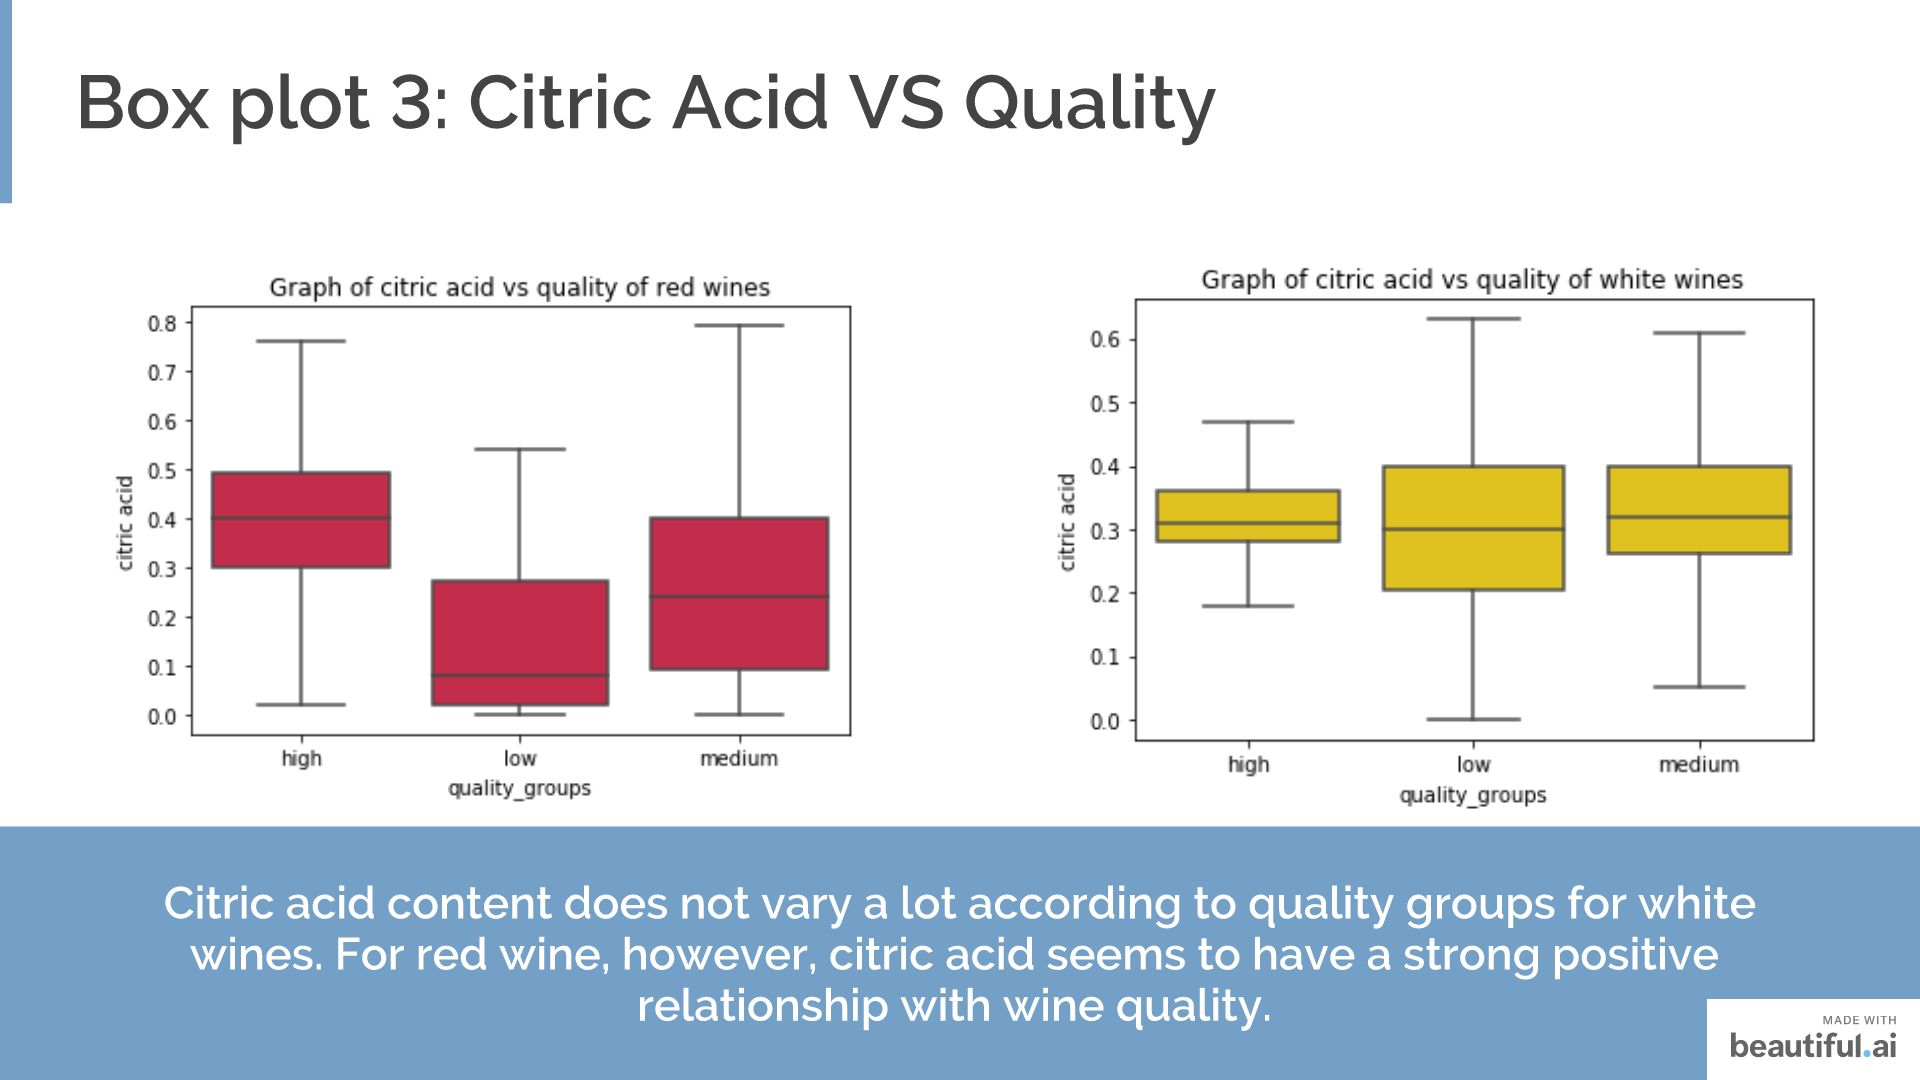 Box plot 3: Citric Acid VS Quality
Graph of citric acid vs quality of red wines
0.8
0.7
0.6
0.5
0.4
0.3
0.2
0.1
0.0
citric acid
high low medium
quality_groups
Graph of citric acid vs quality of white wines
0.6
0.5
0.4
0.3
0.2
0.1
0.0
citric acid
high low medium
quality_groups
Citric acid content does not vary a lot according to quality groups for white
wines. For red wine, however, citric acid seems to have a strong positive
relationship with wine quality.
MADE WITH
beautiful.ai